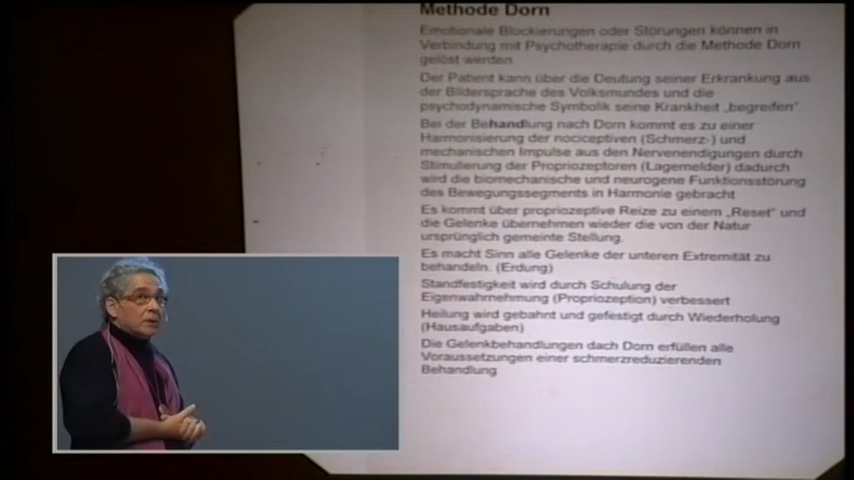 Methode Dorn
Emotionale Blockierungen oder Störungen können in
Verbindung mit Psychotherapie durch die Methode Dorn
gelöst werden
Der Patient kann über die Deutung seiner Erkrankung aus
der Bildersprache des Volksmundes und die
psychodynamische Symbolik seine Krankheit „begreifen"
Bei der Behandlung nach Dorn kommt es zu einer
Harmonisierung der nociceptiven (Schmerz-) und
mechanischen Impulse aus den Nervenendigungen durch
Stimulierung der Propriozeptoren (Lagemelder) dadurch
wird die biomechanische und neurogene Funktionsstörung
des Bewegungssegments in Harmonie gebracht
Es kommt über propriozeptive Reize zu einem „Reset" und
die Gelenke übernehmen wieder die von der Natur
ursprünglich gemeinte Stellung.
Es macht Sinn alle Gelenke der unteren Extremität zu
behandeln. (Erdung)
Standfestigkeit wird durch Schulung der
Eigenwahrnehmung (Propriozeption) verbessert
Heilung wird gebahnt und gefestigt durch Wiederholung
(Hausaufgaben)
Die Gelenkbehandlungen dach Dorn erfüllen alle
Voraussetzungen einer schmerzreduzierenden
Behandlung